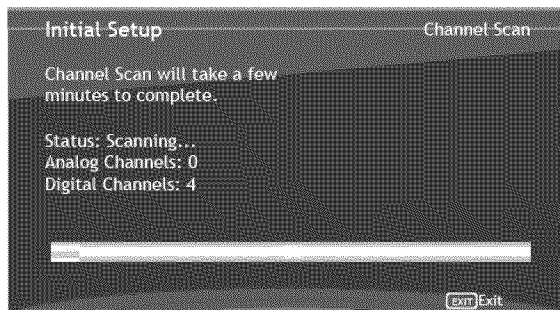 Initial Setup
Channel Scan
Channel Scan will take a few
minutes to complete.
Status: Scanning...
Analog Channels: 0
Digital Channels: 4
EXIT Exit